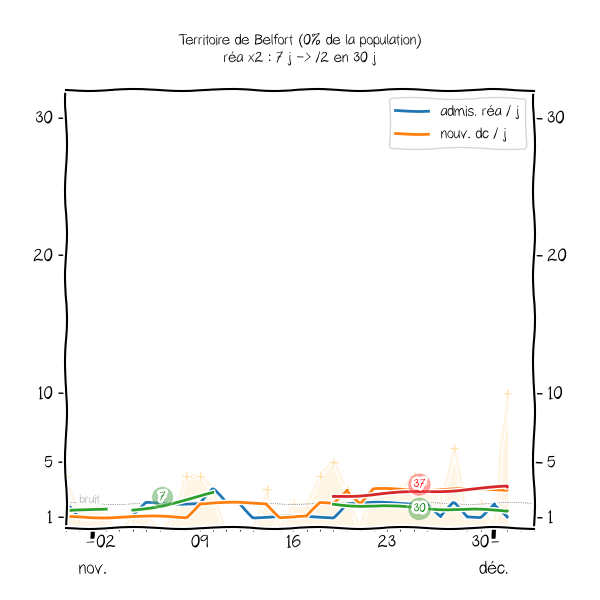 Territoire de Belfort (0% de la population)
réa x2 : 7 j -> /2 en 30 j
admis. réa / j
nouv. dc / j
30 30
20 20
10 10
5 5
1 1
bruit
7
37
30
02 09 16 23 30
nov. déc.